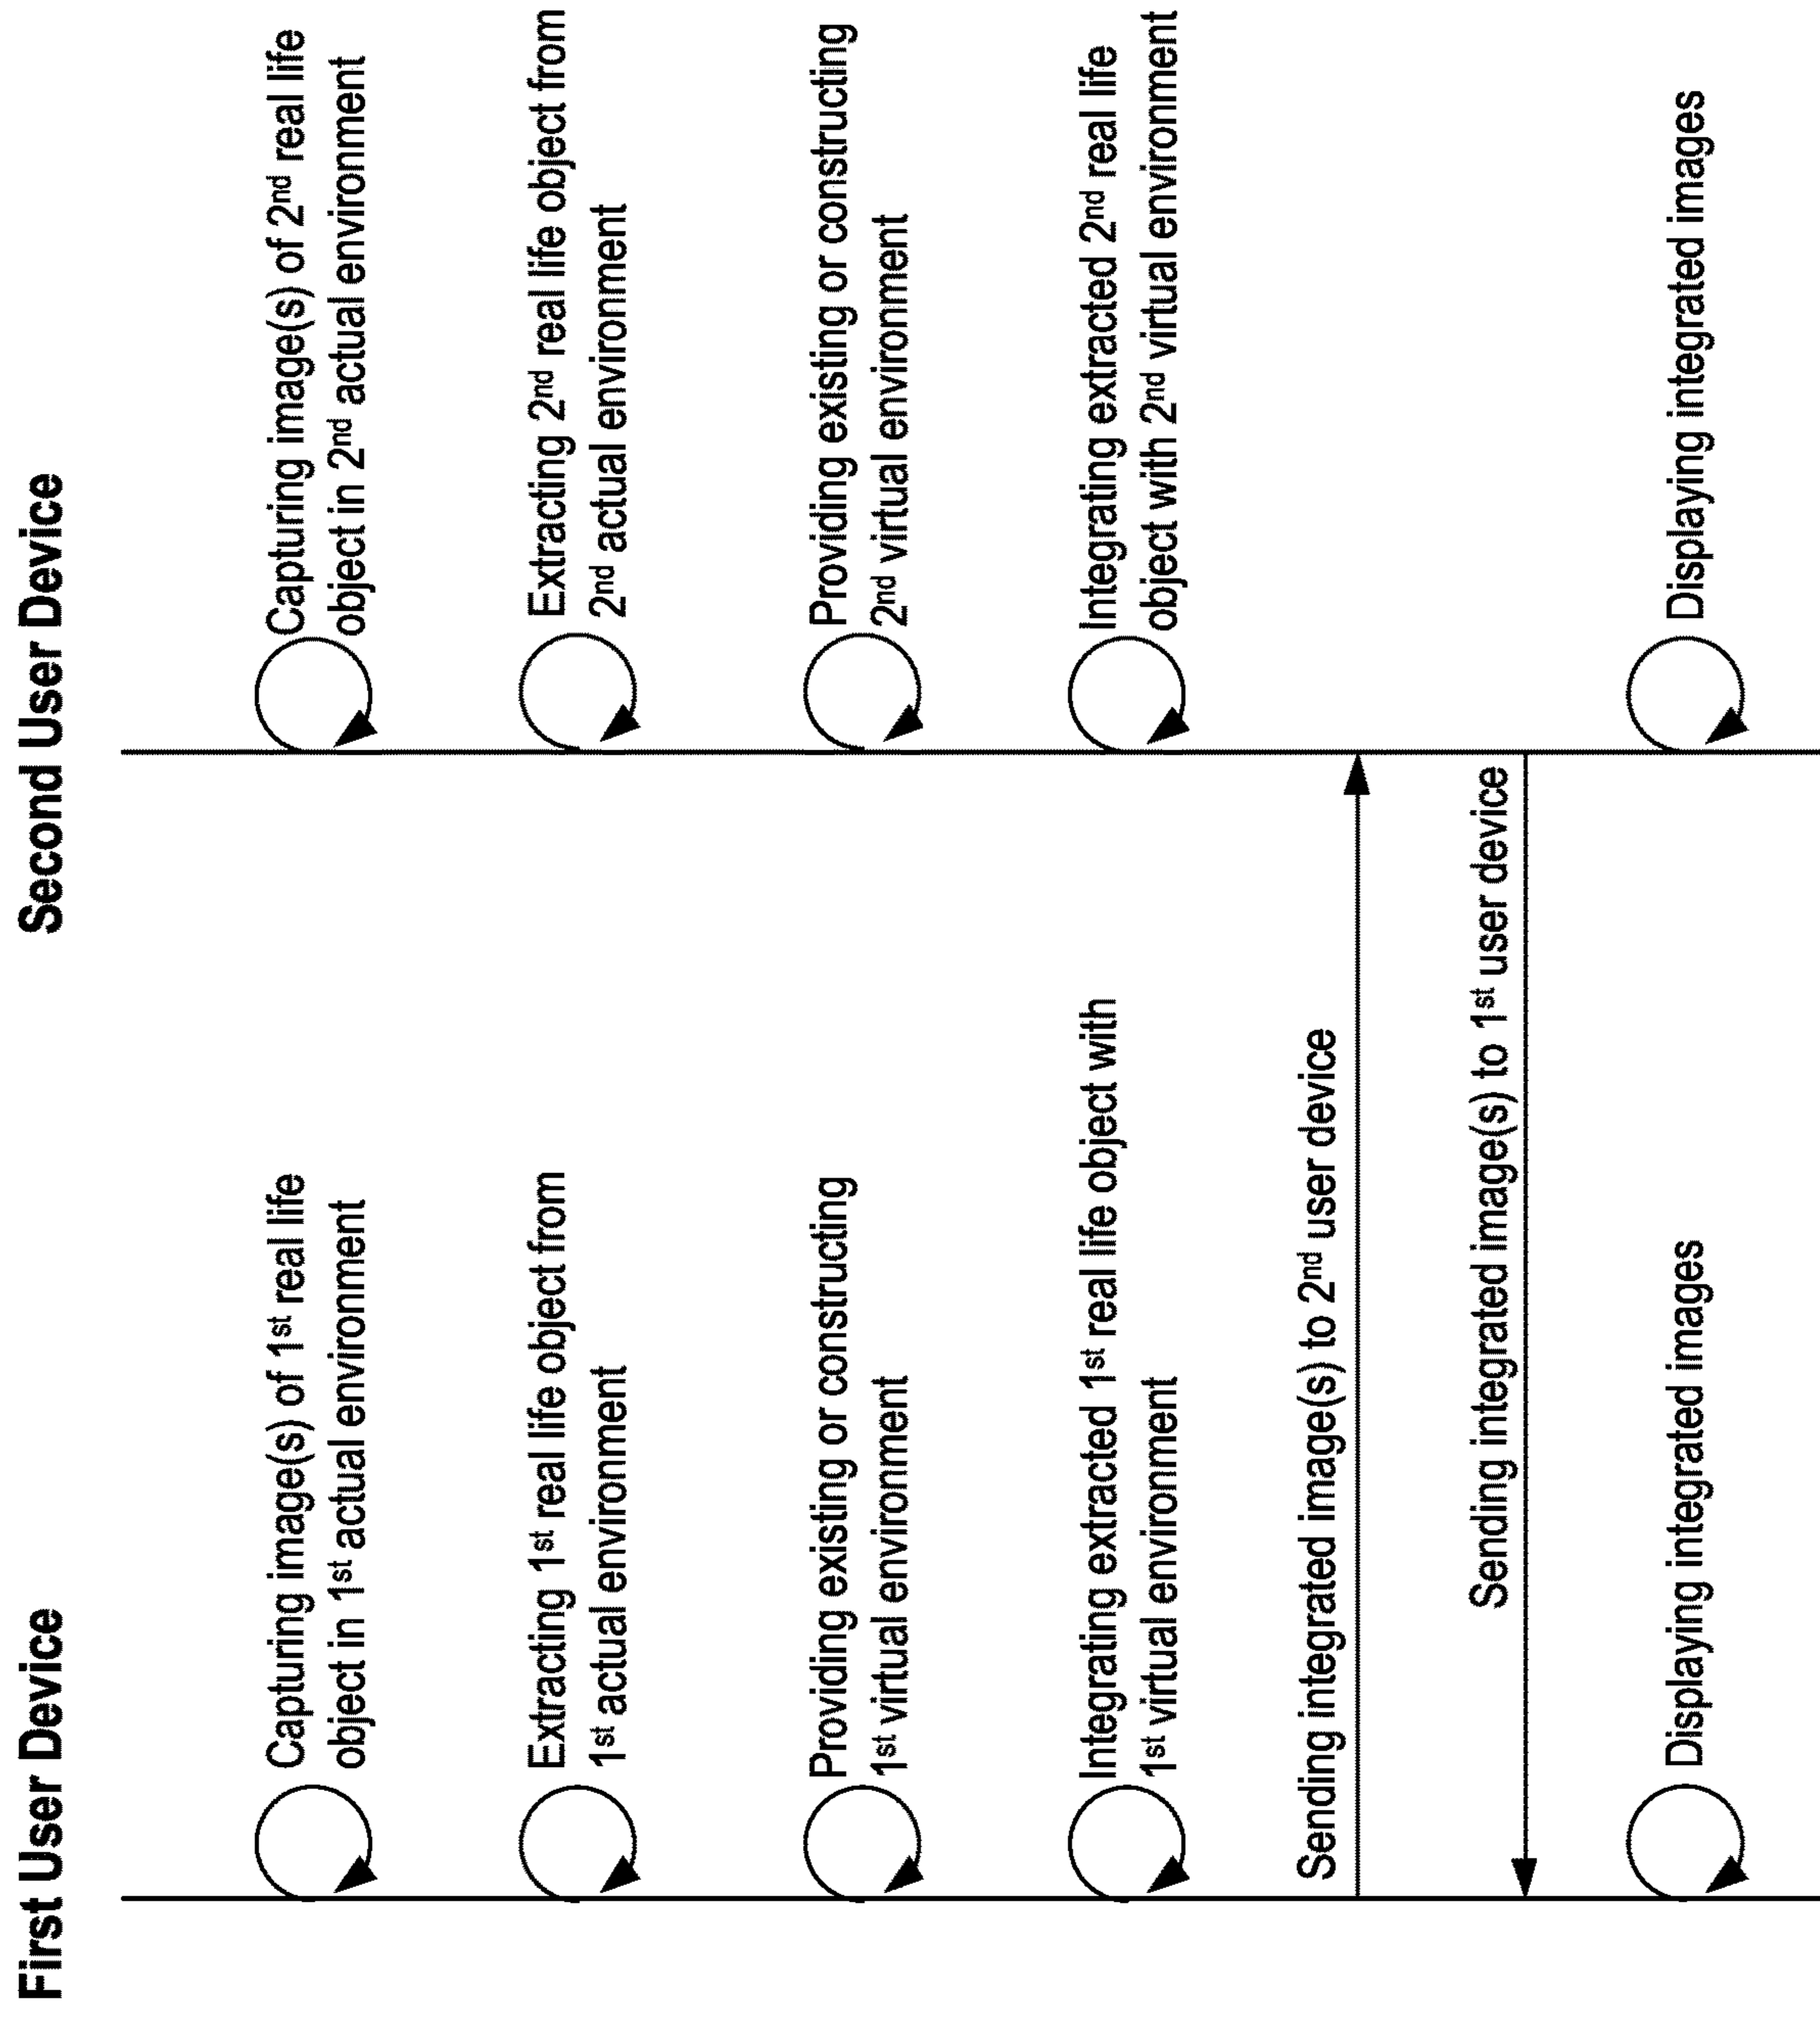 First User Device
Second User Device
Capturing image(s) of 1st real life
object in 1st actual environment
Capturing image(s) of 2nd real life
object in 2nd actual environment
Extracting 1st real life object from
1st actual environment
Extracting 2nd real life object from
2nd actual environment
Providing existing or constructing
1st virtual environment
Providing existing or constructing
2nd virtual environment
Integrating extracted 1st real life object with
1st virtual environment
Integrating extracted 2nd real life
object with 2nd virtual environment
Sending integrated image(s) to 2nd user device
Sending integrated image(s) to 1st user device
Displaying integrated images
Displaying integrated images